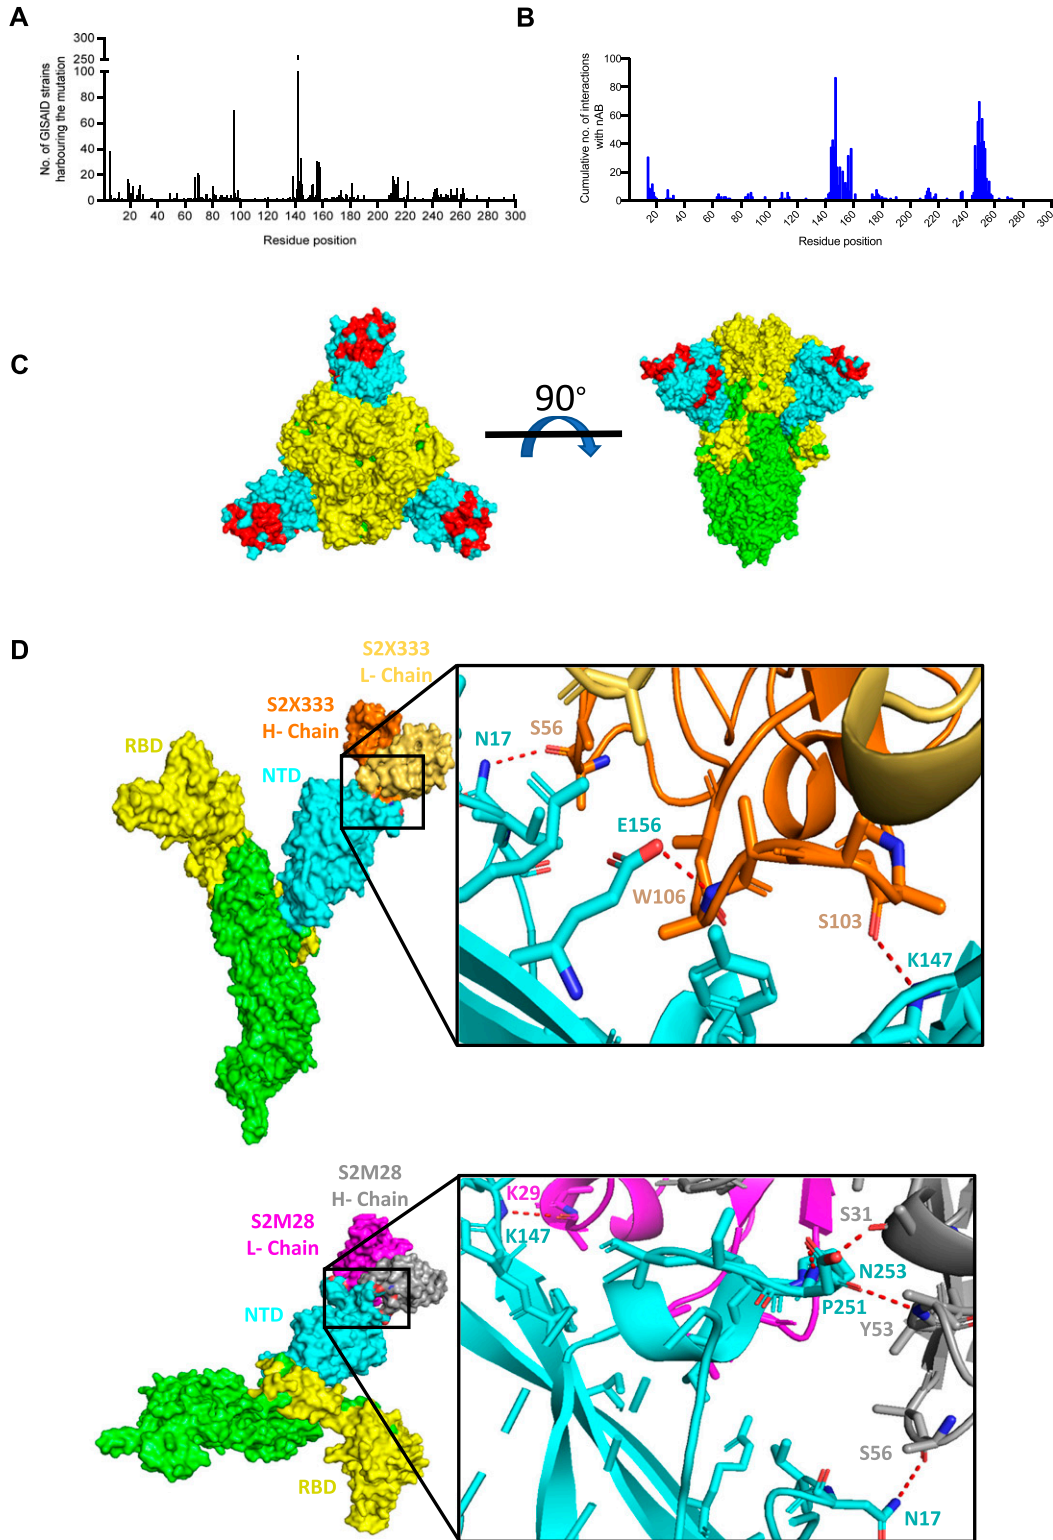 A
B
No. of GISAID strains
harbouring the mutation
300
250
100
80
60
40
20
0
20 40 60 80 100 120 140 160 180 200 220 240 260 280 300
Residue position
Cumulative no. of interactions
with nAB
100
80
60
40
20
0
20 40 60 80 100 120 140 160 180 200 220 240 260 280 300
Residue position
C
90°
D
S2X333
L- Chain
S2X333
H- Chain
RBD
NTD
N17
S56
E156
W106
S103
K147
S2M28
H- Chain
S2M28
L- Chain
NTD
RBD
K29
K147
S31
N253
P251
Y53
S56
N17